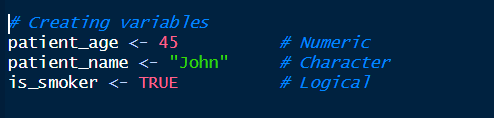 # Creating variables
patient_age <- 45          # Numeric
patient_name <- "John"     # Character
is_smoker <- TRUE          # Logical